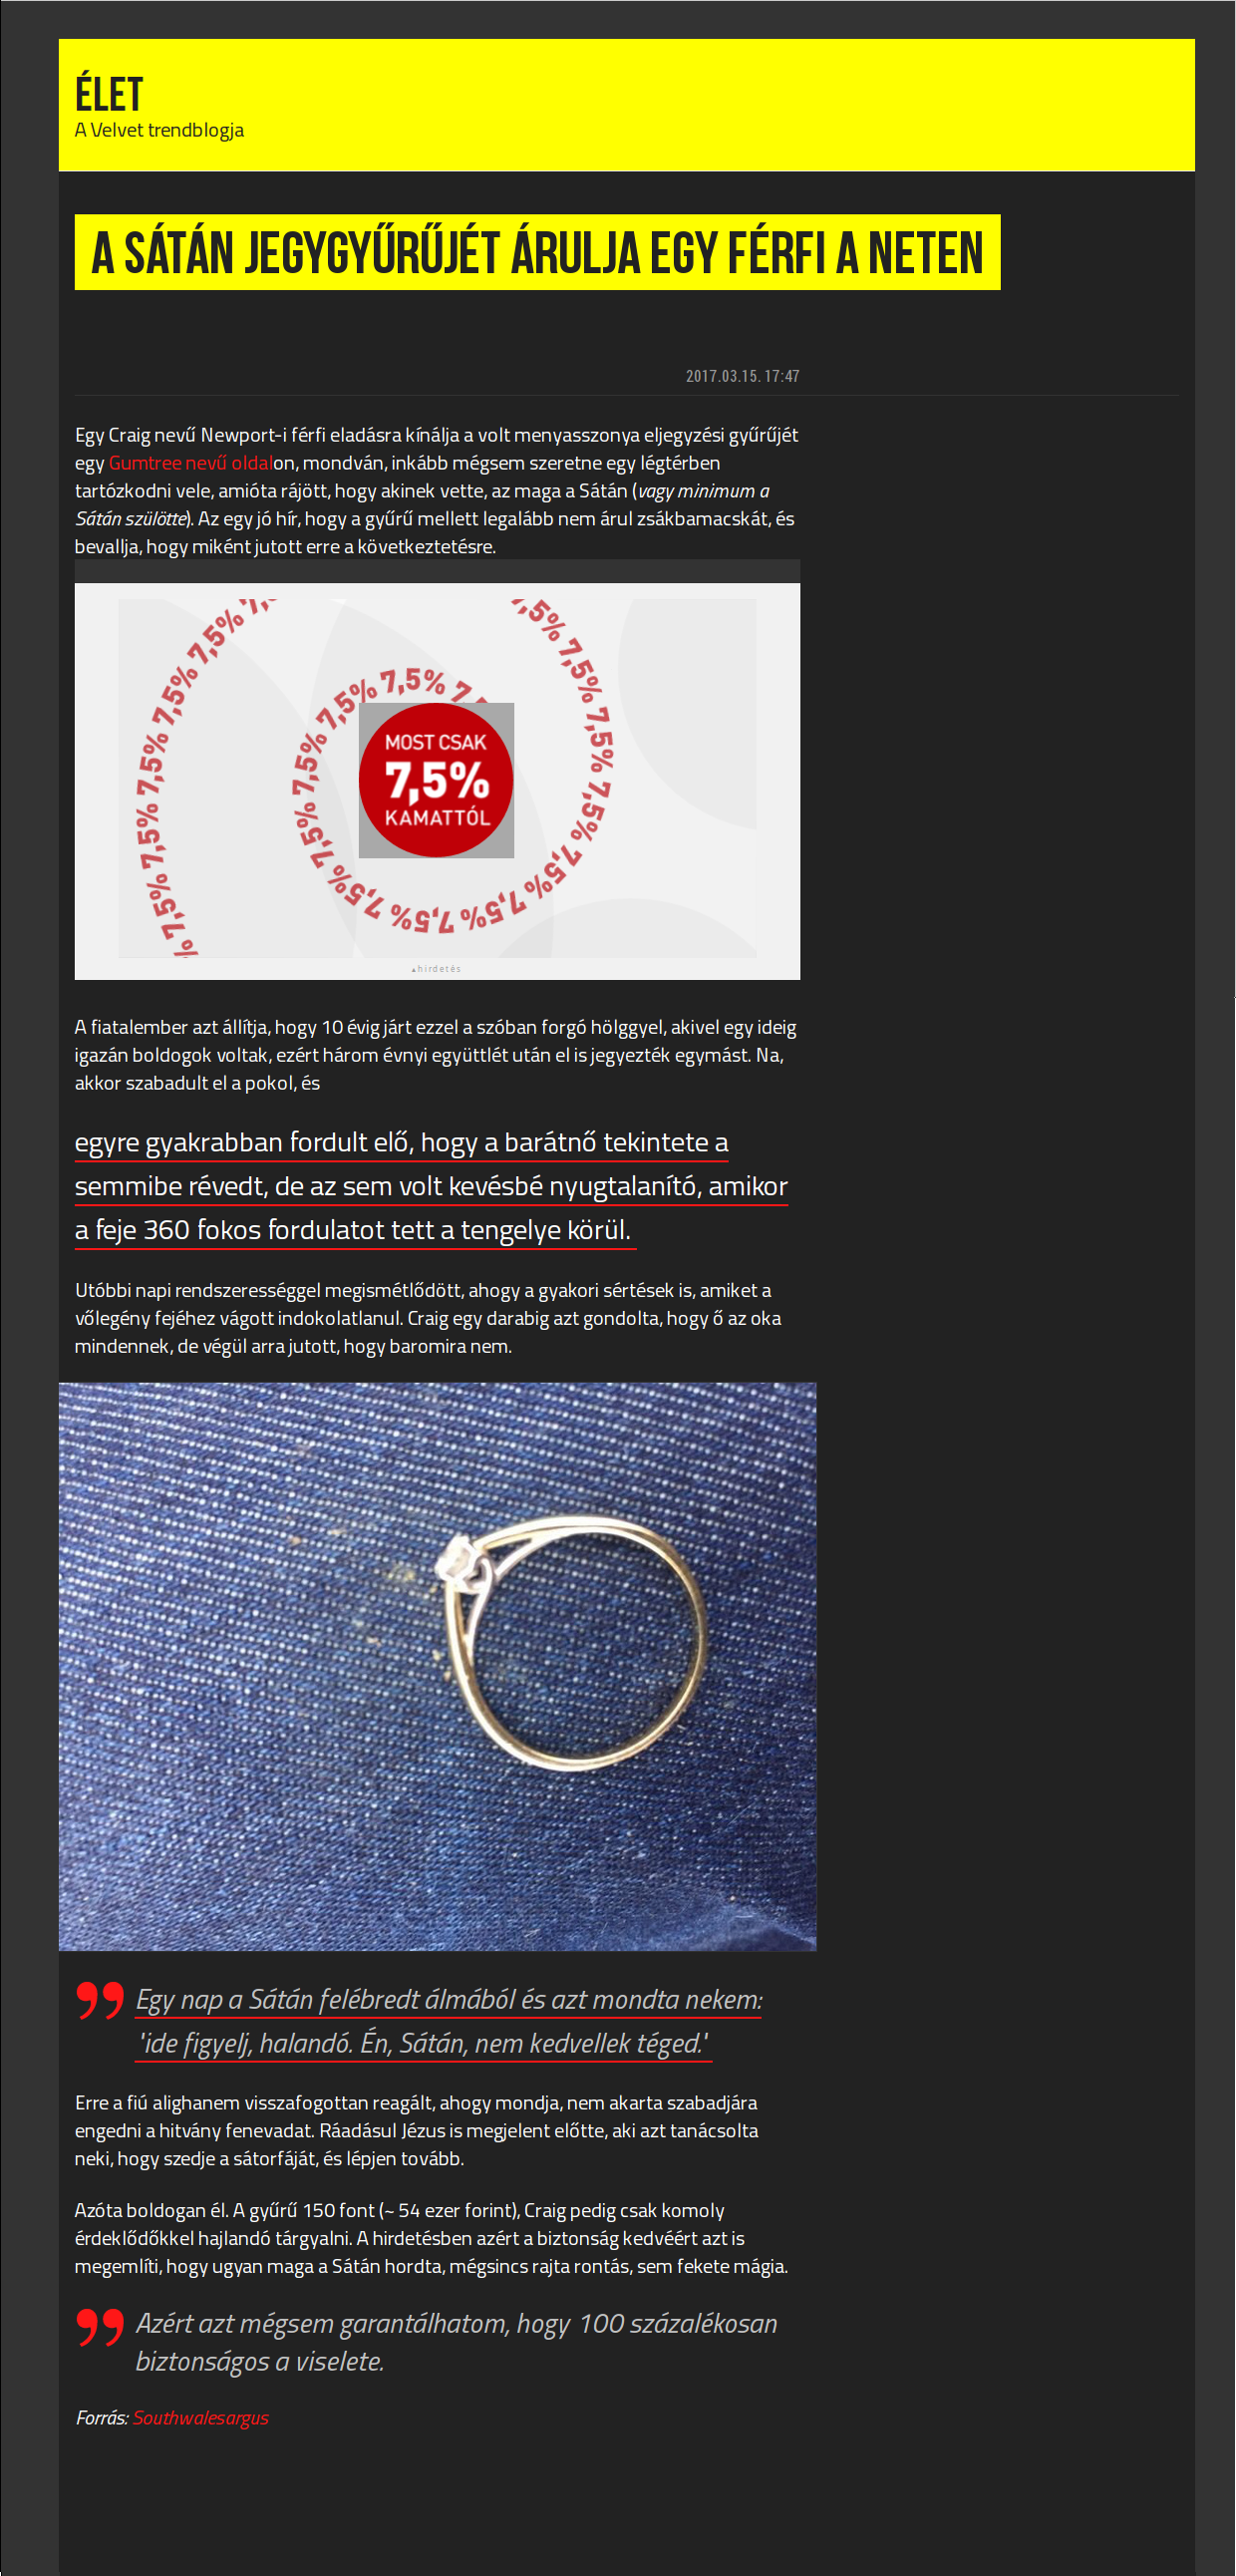 ÉLET
A Velvet trendblogja
A SÁTÁN JEGYGYŰRŰJÉT ÁRULJA EGY FÉRFI A NETEN
2017.03.15. 17:47
Egy Craig nevű Newport-i férfi eladásra kínálja a volt menyasszonya eljegyzési gyűrűjét
egy Gumtree nevű oldalon, mondván, inkább mégsem szeretne egy légtérben
tartózkodni vele, amióta rájött, hogy akinek vette, az maga a Sátán (vagy minimum a
Sátán szülötte). Az egy jó hír, hogy a gyűrű mellett legalább nem árul zsákbamacskát, és
bevallja, hogy miként jutott erre a következtetésre.
7,5% 7,5% 7,5% 7,5% 7,5% 7,5% 7,5% 7,5% 7,5% 7,5% 7,5% 7,5% 7,5% 7,5% 7,5% 7,5% 7,5% 7,5% 7,5% 7,5%
MOST CSAK
7,5%
KAMATTÓL
▴hirdetés
A fiatalember azt állítja, hogy 10 évig járt ezzel a szóban forgó hölggyel, akivel egy ideig
igazán boldogok voltak, ezért három évnyi együttlét után el is jegyezték egymást. Na,
akkor szabadult el a pokol, és
egyre gyakrabban fordult elő, hogy a barátnő tekintete a
semmibe révedt, de az sem volt kevésbé nyugtalanító, amikor
a feje 360 fokos fordulatot tett a tengelye körül.
Utóbbi napi rendszerességgel megismétlődött, ahogy a gyakori sértések is, amiket a
vőlegény fejéhez vágott indokolatlanul. Craig egy darabig azt gondolta, hogy ő az oka
mindennek, de végül arra jutott, hogy baromira nem.
” Egy nap a Sátán felébredt álmából és azt mondta nekem:
'ide figyelj, halandó. Én, Sátán, nem kedvellek téged.'
Erre a fiú alighanem visszafogottan reagált, ahogy mondja, nem akarta szabadjára
engedni a hitvány fenevadat. Ráadásul Jézus is megjelent előtte, aki azt tanácsolta
neki, hogy szedje a sátorfáját, és lépjen tovább.
Azóta boldogan él. A gyűrű 150 font (~ 54 ezer forint), Craig pedig csak komoly
érdeklődőkkel hajlandó tárgyalni. A hirdetésben azért a biztonság kedvéért azt is
megemlíti, hogy ugyan maga a Sátán hordta, mégsincs rajta rontás, sem fekete mágia.
” Azért azt mégsem garantálhatom, hogy 100 százalékosan
biztonságos a viselete.
Forrás: Southwalesargus